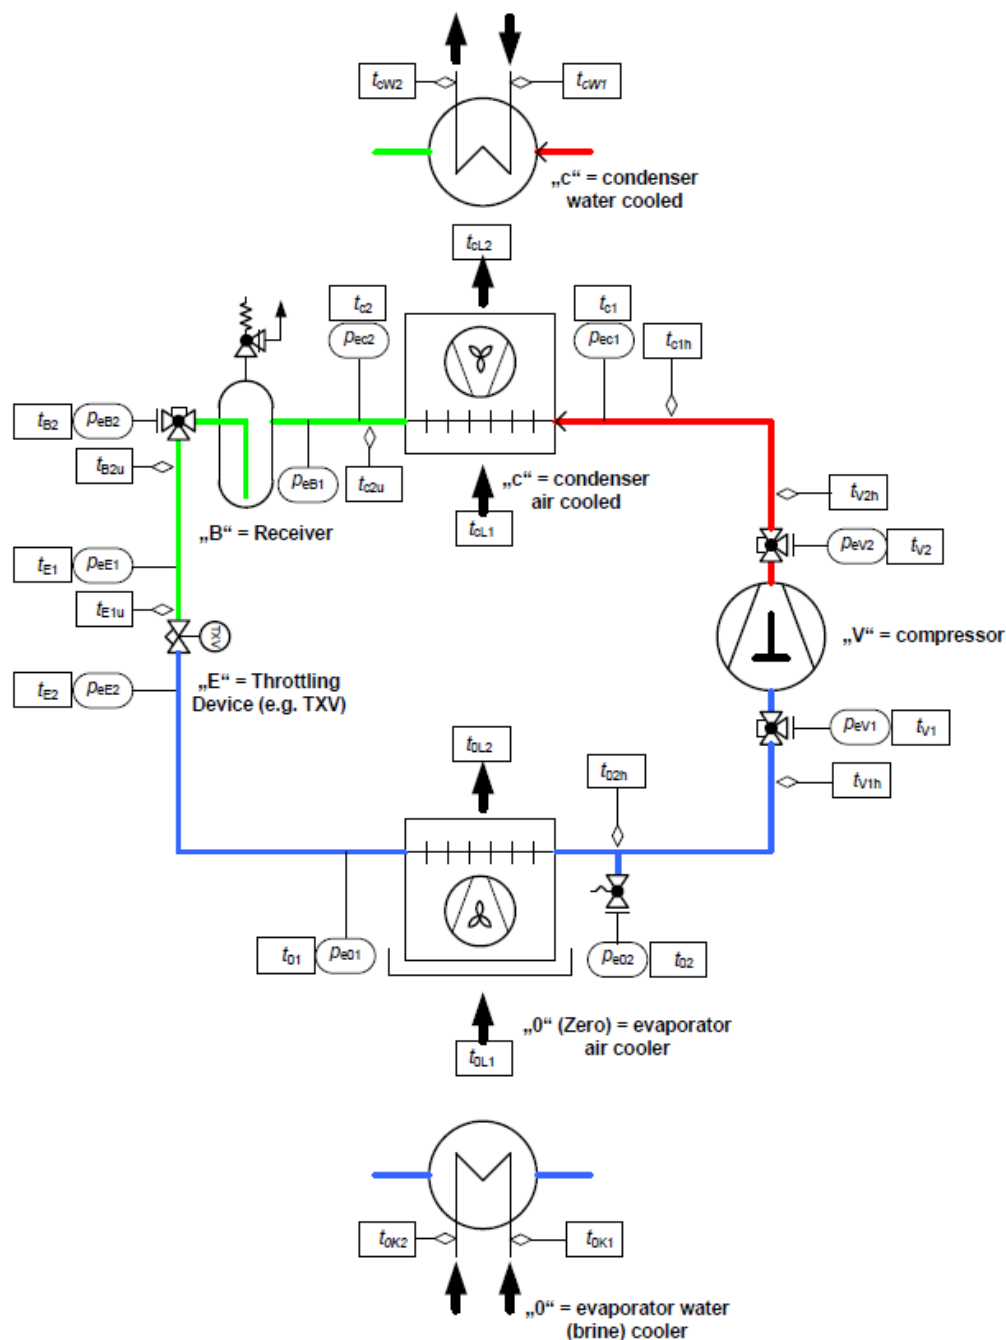 tcW2
tcW1
„c“ = condenser
water cooled
tcL2
tc2
pec2
tc1
pec1
tc1h
tB2
peB2
tB2u
peB1
tc2u
„c“ = condenser
air cooled
tcL1
„B“ = Receiver
tV2h
peV2
tV2
tE1
peE1
tE1u
TXV
„V“ = compressor
tE2
peE2
„E“ = Throttling
Device (e.g. TXV)
peV1
tV1
t0L2
t02h
tV1h
t01
pe01
pe02
t02
„0“ (Zero) = evaporator
air cooler
t0L1
t0K2
t0K1
„0“ = evaporator water
(brine) cooler